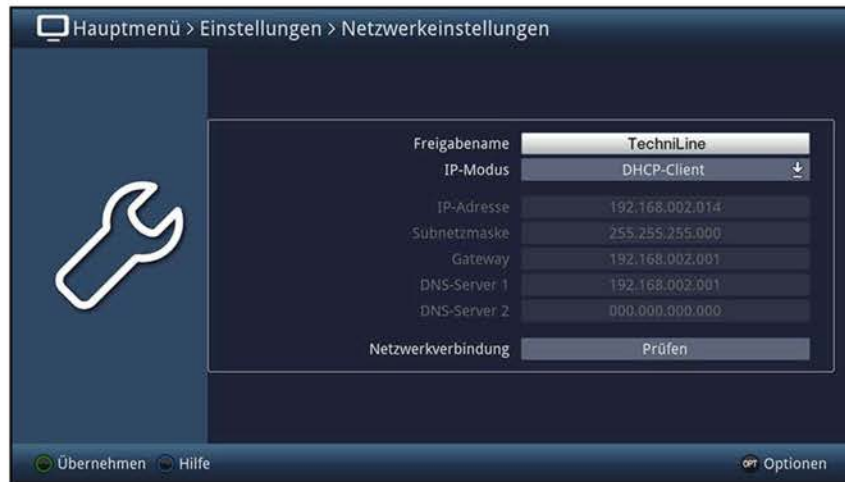 Hauptmenü > Einstellungen > Netzwerkeinstellungen
Freigabename TechniLine
IP-Modus DHCP-Client
IP-Adresse 192.168.002.014
Subnetzmaske 255.255.255.000
Gateway 192.168.002.001
DNS-Server 1 192.168.002.001
DNS-Server 2 000.000.000.000
Netzwerkverbindung Prüfen
Übernehmen Hilfe OPT Optionen